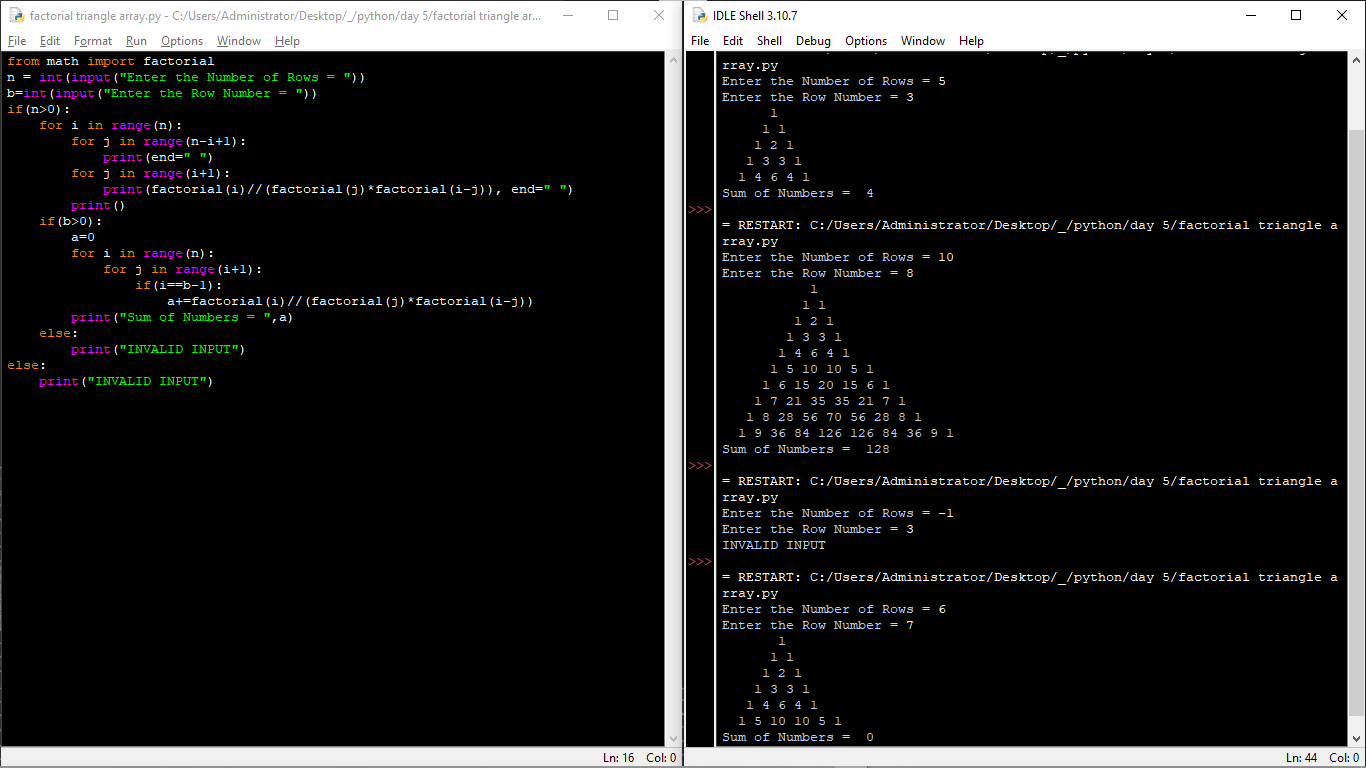 factorial triangle array.py - C:/Users/Administrator/Desktop/_/python/day 5/factorial triangle ar...
File Edit Format Run Options Window Help
from math import factorial
n = int(input("Enter the Number of Rows = "))
b=int(input("Enter the Row Number = "))
if(n>0):
    for i in range(n):
        for j in range(n-i+1):
            print(end=" ")
        for j in range(i+1):
            print(factorial(i)//(factorial(j)*factorial(i-j)), end=" ")
        print()
    if(b>0):
        a=0
        for i in range(n):
            for j in range(i+1):
                if(i==b-1):
                    a+=factorial(i)//(factorial(j)*factorial(i-j))
        print("Sum of Numbers = ",a)
    else:
        print("INVALID INPUT")
else:
    print("INVALID INPUT")
Ln: 16 Col: 0
IDLE Shell 3.10.7
File Edit Shell Debug Options Window Help
rray.py
Enter the Number of Rows = 5
Enter the Row Number = 3
      1
     1 1
    1 2 1
   1 3 3 1
  1 4 6 4 1
Sum of Numbers =  4
>>>
= RESTART: C:/Users/Administrator/Desktop/_/python/day 5/factorial triangle a
rray.py
Enter the Number of Rows = 10
Enter the Row Number = 8
           1
          1 1
         1 2 1
        1 3 3 1
       1 4 6 4 1
      1 5 10 10 5 1
     1 6 15 20 15 6 1
    1 7 21 35 35 21 7 1
   1 8 28 56 70 56 28 8 1
  1 9 36 84 126 126 84 36 9 1
Sum of Numbers =  128
>>>
= RESTART: C:/Users/Administrator/Desktop/_/python/day 5/factorial triangle a
rray.py
Enter the Number of Rows = -1
Enter the Row Number = 3
INVALID INPUT
>>>
= RESTART: C:/Users/Administrator/Desktop/_/python/day 5/factorial triangle a
rray.py
Enter the Number of Rows = 6
Enter the Row Number = 7
       1
      1 1
     1 2 1
    1 3 3 1
   1 4 6 4 1
  1 5 10 10 5 1
Sum of Numbers =  0
Ln: 44 Col: 0